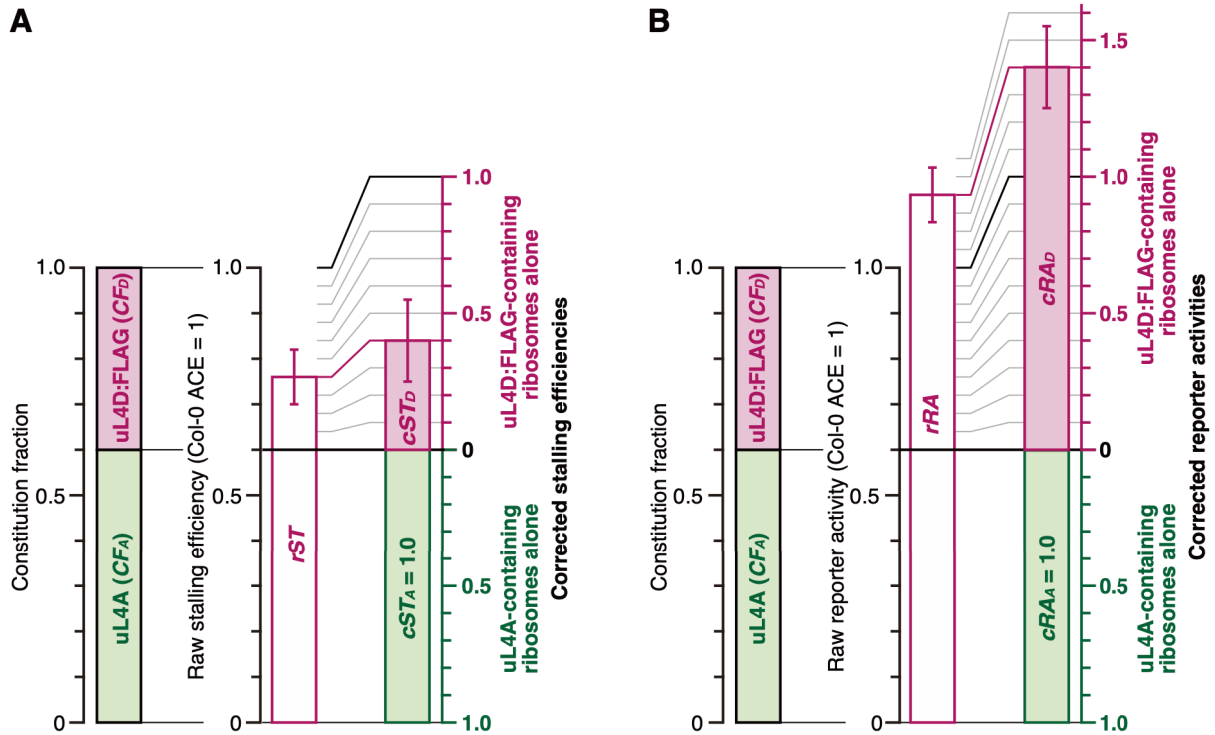 A
Constitution fraction
1.0
0.5
0
uL4D:FLAG (CFD)
uL4A (CFA)
Raw stalling efficiency (Col-0 ACE = 1)
1.0
0.5
0
rST
cSTD
cSTA = 1.0
1.0
0.5
0
0.5
1.0
uL4D:FLAG-containing
ribosomes alone
uL4A-containing
ribosomes alone
Corrected stalling efficiencies
B
Constitution fraction
1.0
0.5
0
uL4D:FLAG (CFD)
uL4A (CFA)
Raw reporter activity (Col-0 ACE = 1)
1.0
0.5
0
rRA
cRAD
cRAA = 1.0
1.5
1.0
0.5
0
0.5
1.0
uL4D:FLAG-containing
ribosomes alone
uL4A-containing
ribosomes alone
Corrected reporter activities